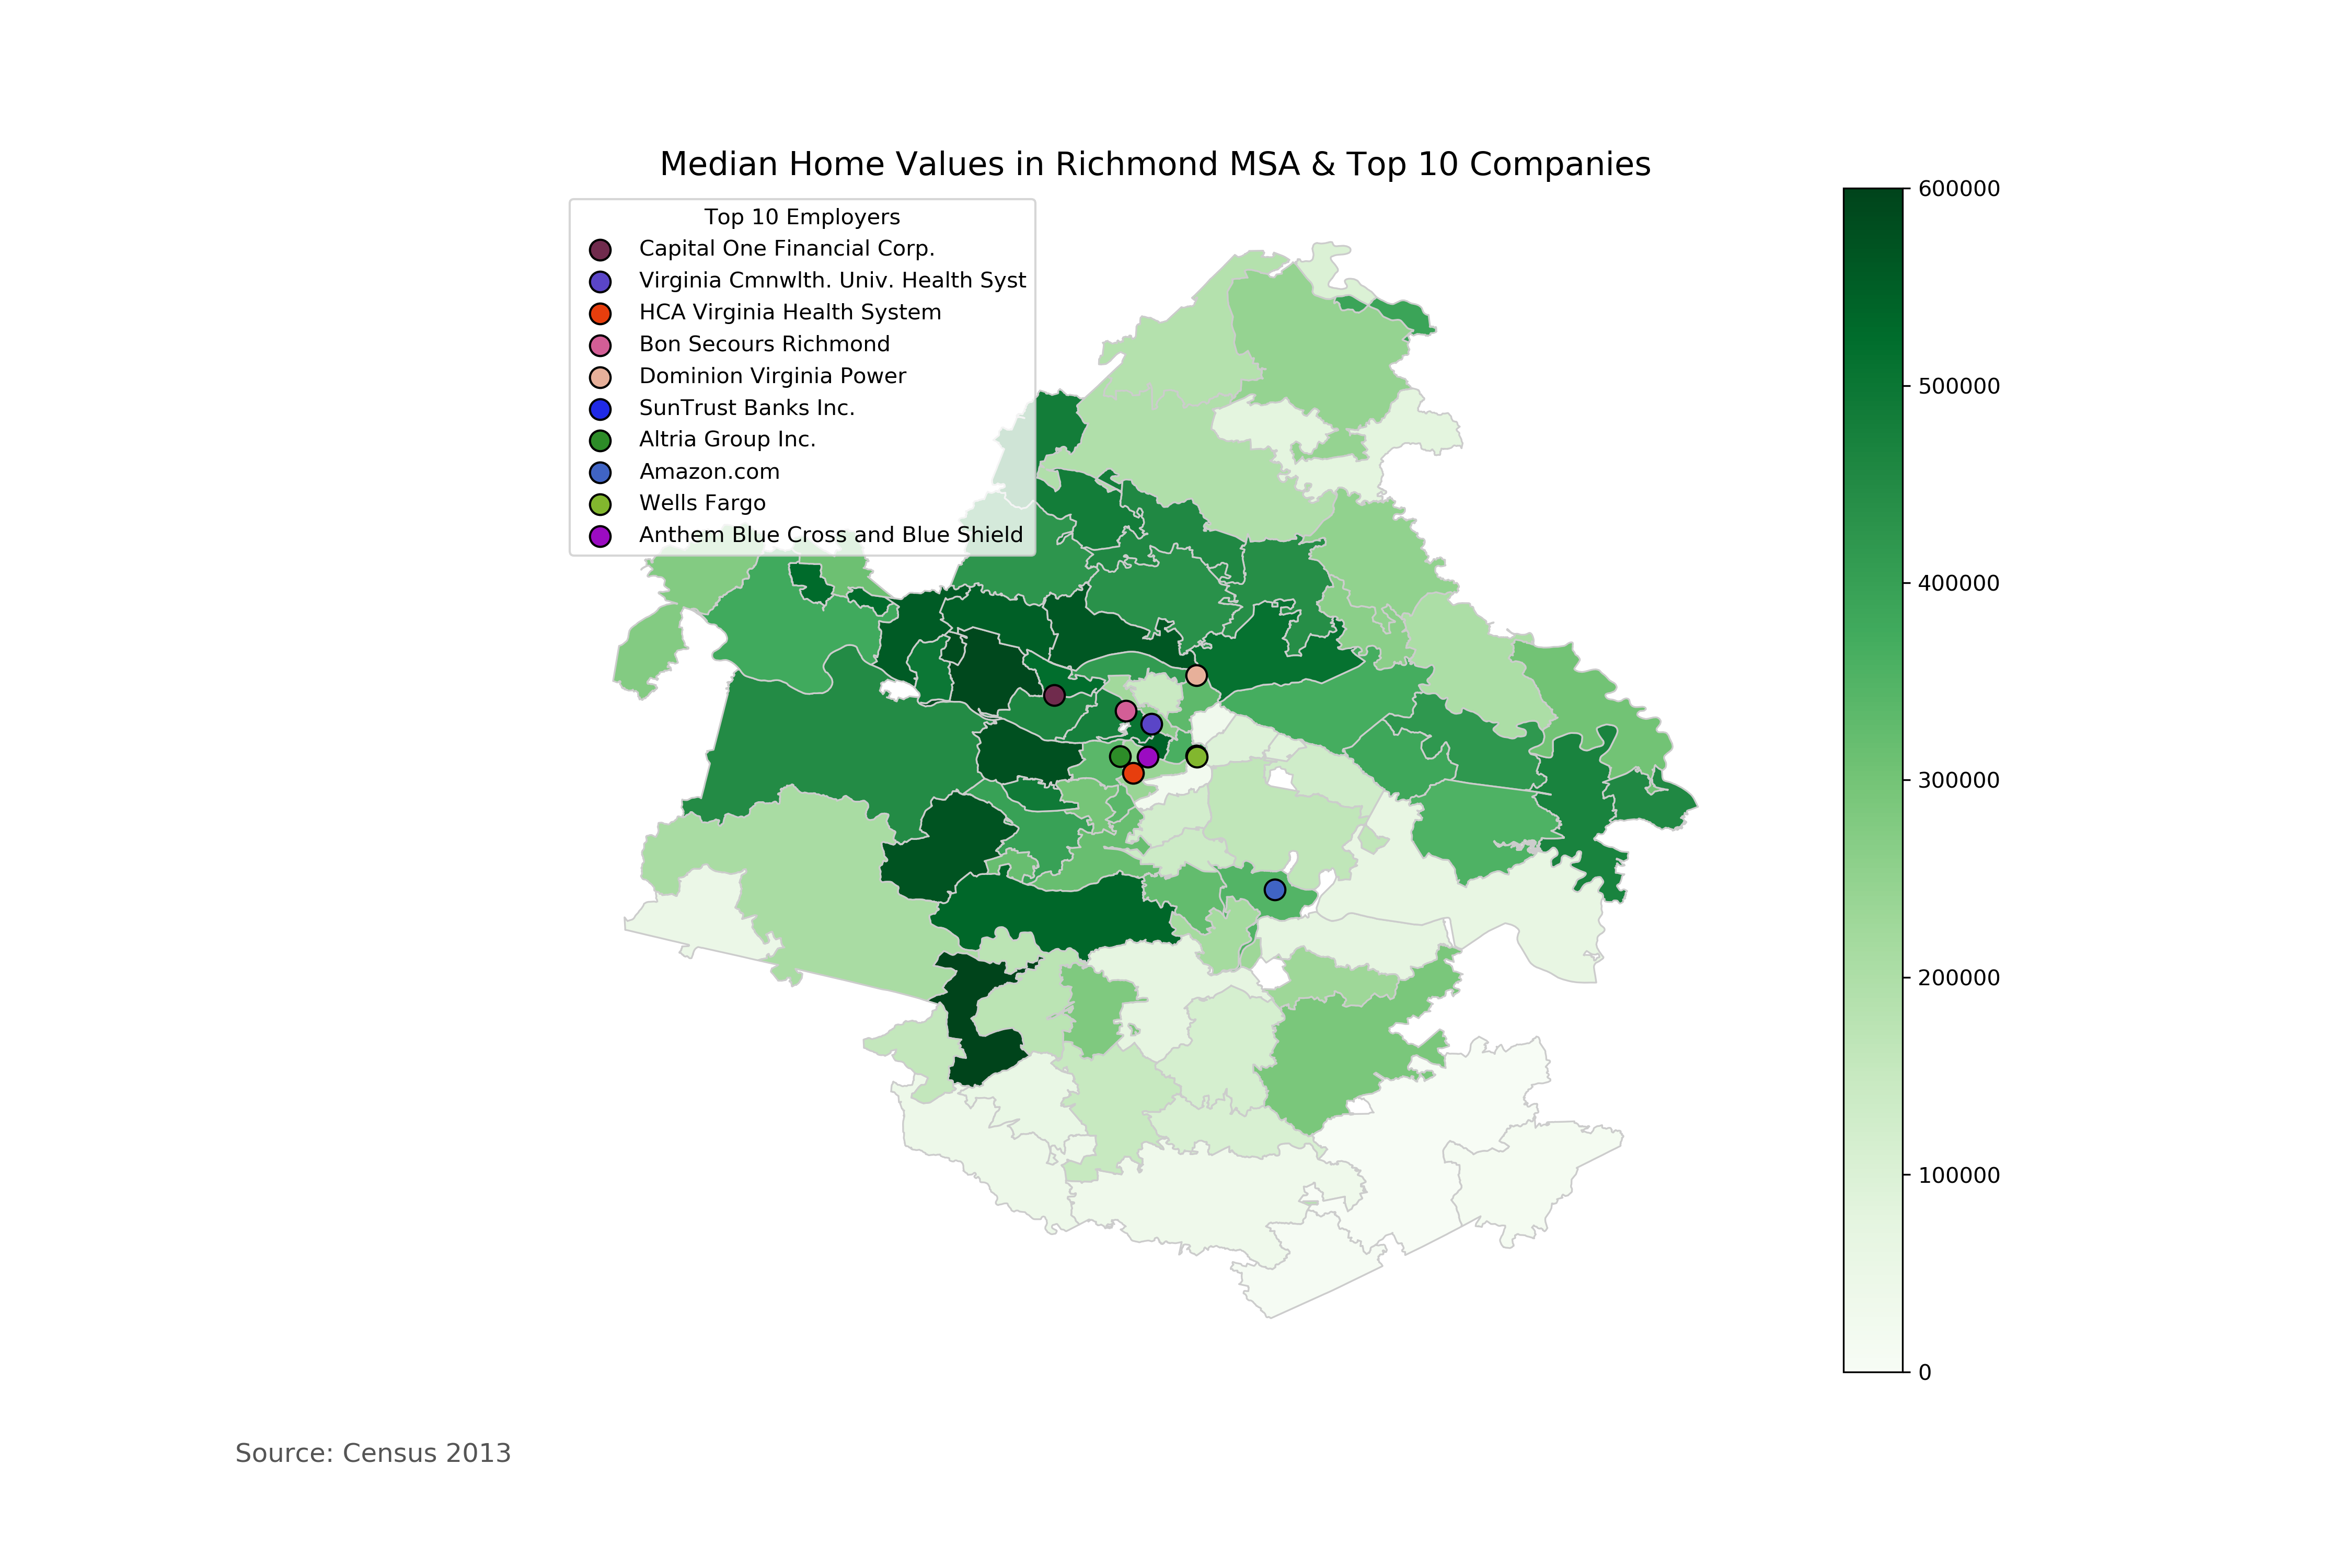 Median Home Values in Richmond MSA & Top 10 Companies
Top 10 Employers
Capital One Financial Corp.
Virginia Cmnwlth. Univ. Health Syst
HCA Virginia Health System
Bon Secours Richmond
Dominion Virginia Power
SunTrust Banks Inc.
Altria Group Inc.
Amazon.com
Wells Fargo
Anthem Blue Cross and Blue Shield
600000
500000
400000
300000
200000
100000
0
Source: Census 2013